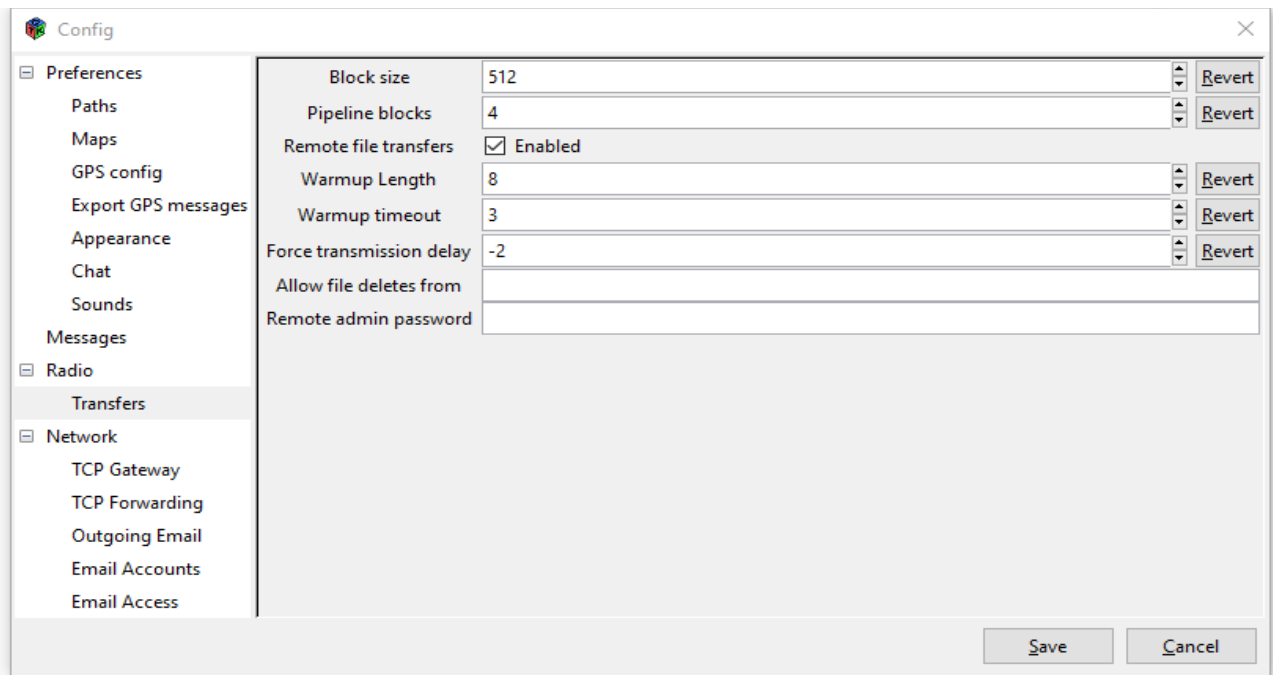 Config
Preferences
Paths
Maps
GPS config
Export GPS messages
Appearance
Chat
Sounds
Messages
Radio
Transfers
Network
TCP Gateway
TCP Forwarding
Outgoing Email
Email Accounts
Email Access
Block size 512 Revert
Pipeline blocks 4 Revert
Remote file transfers Enabled
Warmup Length 8 Revert
Warmup timeout 3 Revert
Force transmission delay -2 Revert
Allow file deletes from
Remote admin password
Save Cancel